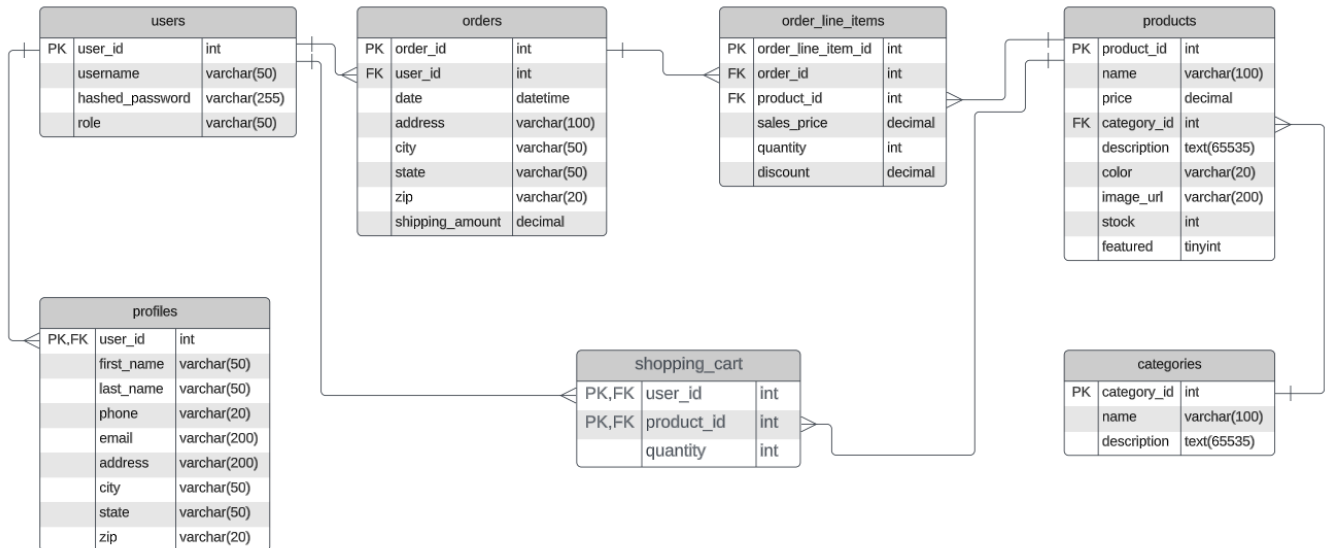 users
PK user_id int
username varchar(50)
hashed_password varchar(255)
role varchar(50)
orders
PK order_id int
FK user_id int
date datetime
address varchar(100)
city varchar(50)
state varchar(50)
zip varchar(20)
shipping_amount decimal
order_line_items
PK order_line_item_id int
FK order_id int
FK product_id int
sales_price decimal
quantity int
discount decimal
products
PK product_id int
name varchar(100)
price decimal
FK category_id int
description text(65535)
color varchar(20)
image_url varchar(200)
stock int
featured tinyint
profiles
PK,FK user_id int
first_name varchar(50)
last_name varchar(50)
phone varchar(20)
email varchar(200)
address varchar(200)
city varchar(50)
state varchar(50)
zip varchar(20)
shopping_cart
PK,FK user_id int
PK,FK product_id int
quantity int
categories
PK category_id int
name varchar(100)
description text(65535)